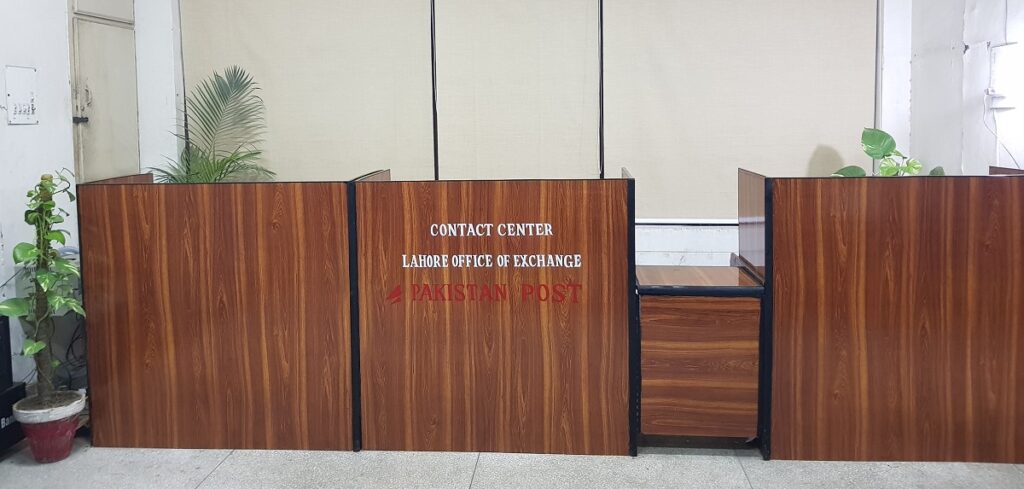 CONTACT CENTER
LAHORE OFFICE OF EXCHANGE
PAKISTAN POST